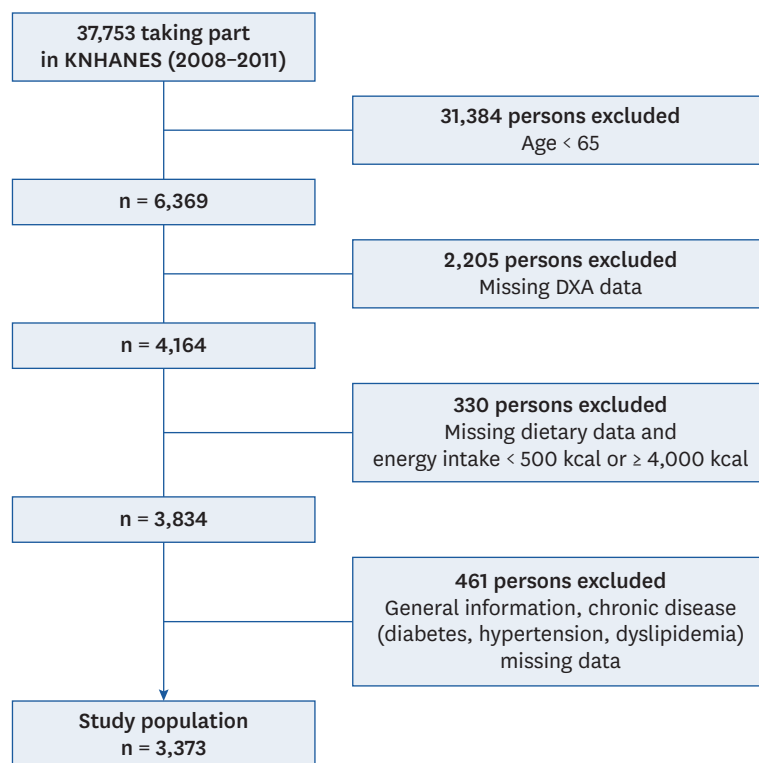 37,753 taking part
in KNHANES (2008–2011)
31,384 persons excluded
Age < 65
n = 6,369
2,205 persons excluded
Missing DXA data
n = 4,164
330 persons excluded
Missing dietary data and
energy intake < 500 kcal or ≥ 4,000 kcal
n = 3,834
461 persons excluded
General information, chronic disease
(diabetes, hypertension, dyslipidemia)
missing data
Study population
n = 3,373